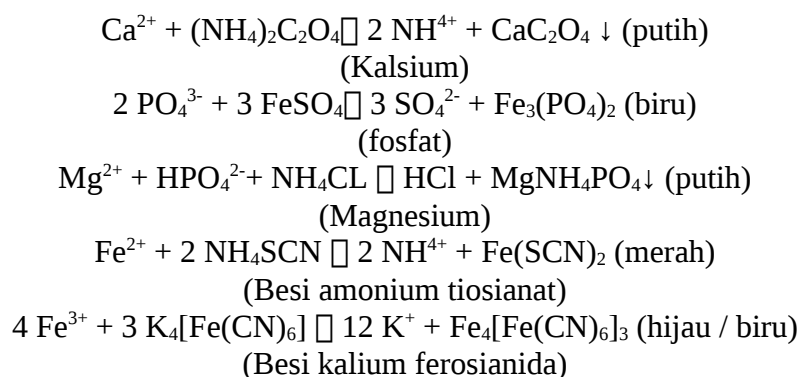 Ca²⁺ + (NH₄)₂C₂O₄▯ 2 NH⁴⁺ + CaC₂O₄ ↓ (putih)
(Kalsium)
2 PO₄³⁻ + 3 FeSO₄▯ 3 SO₄²⁻ + Fe₃(PO₄)₂ (biru)
(fosfat)
Mg²⁺ + HPO₄²⁻+ NH₄CL ▯ HCl + MgNH₄PO₄↓ (putih)
(Magnesium)
Fe²⁺ + 2 NH₄SCN ▯ 2 NH⁴⁺ + Fe(SCN)₂ (merah)
(Besi amonium tiosianat)
4 Fe³⁺ + 3 K₄[Fe(CN)₆] ▯ 12 K⁺ + Fe₄[Fe(CN)₆]₃ (hijau / biru)
(Besi kalium ferosianida)